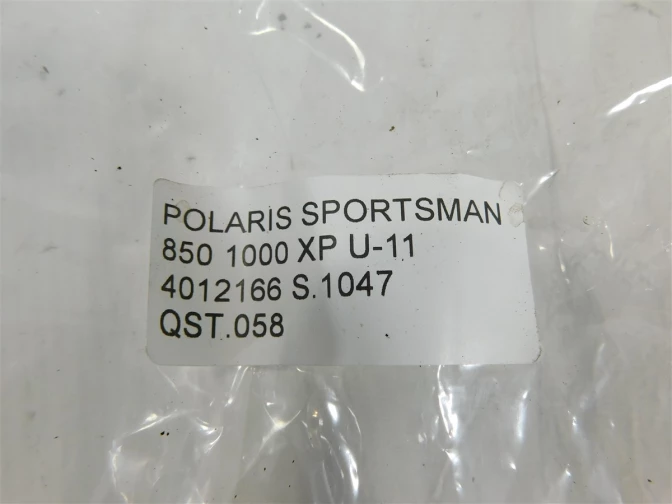 POLARIS SPORTSMAN
850 1000 XP U-11
4012166 S.1047
QST.058